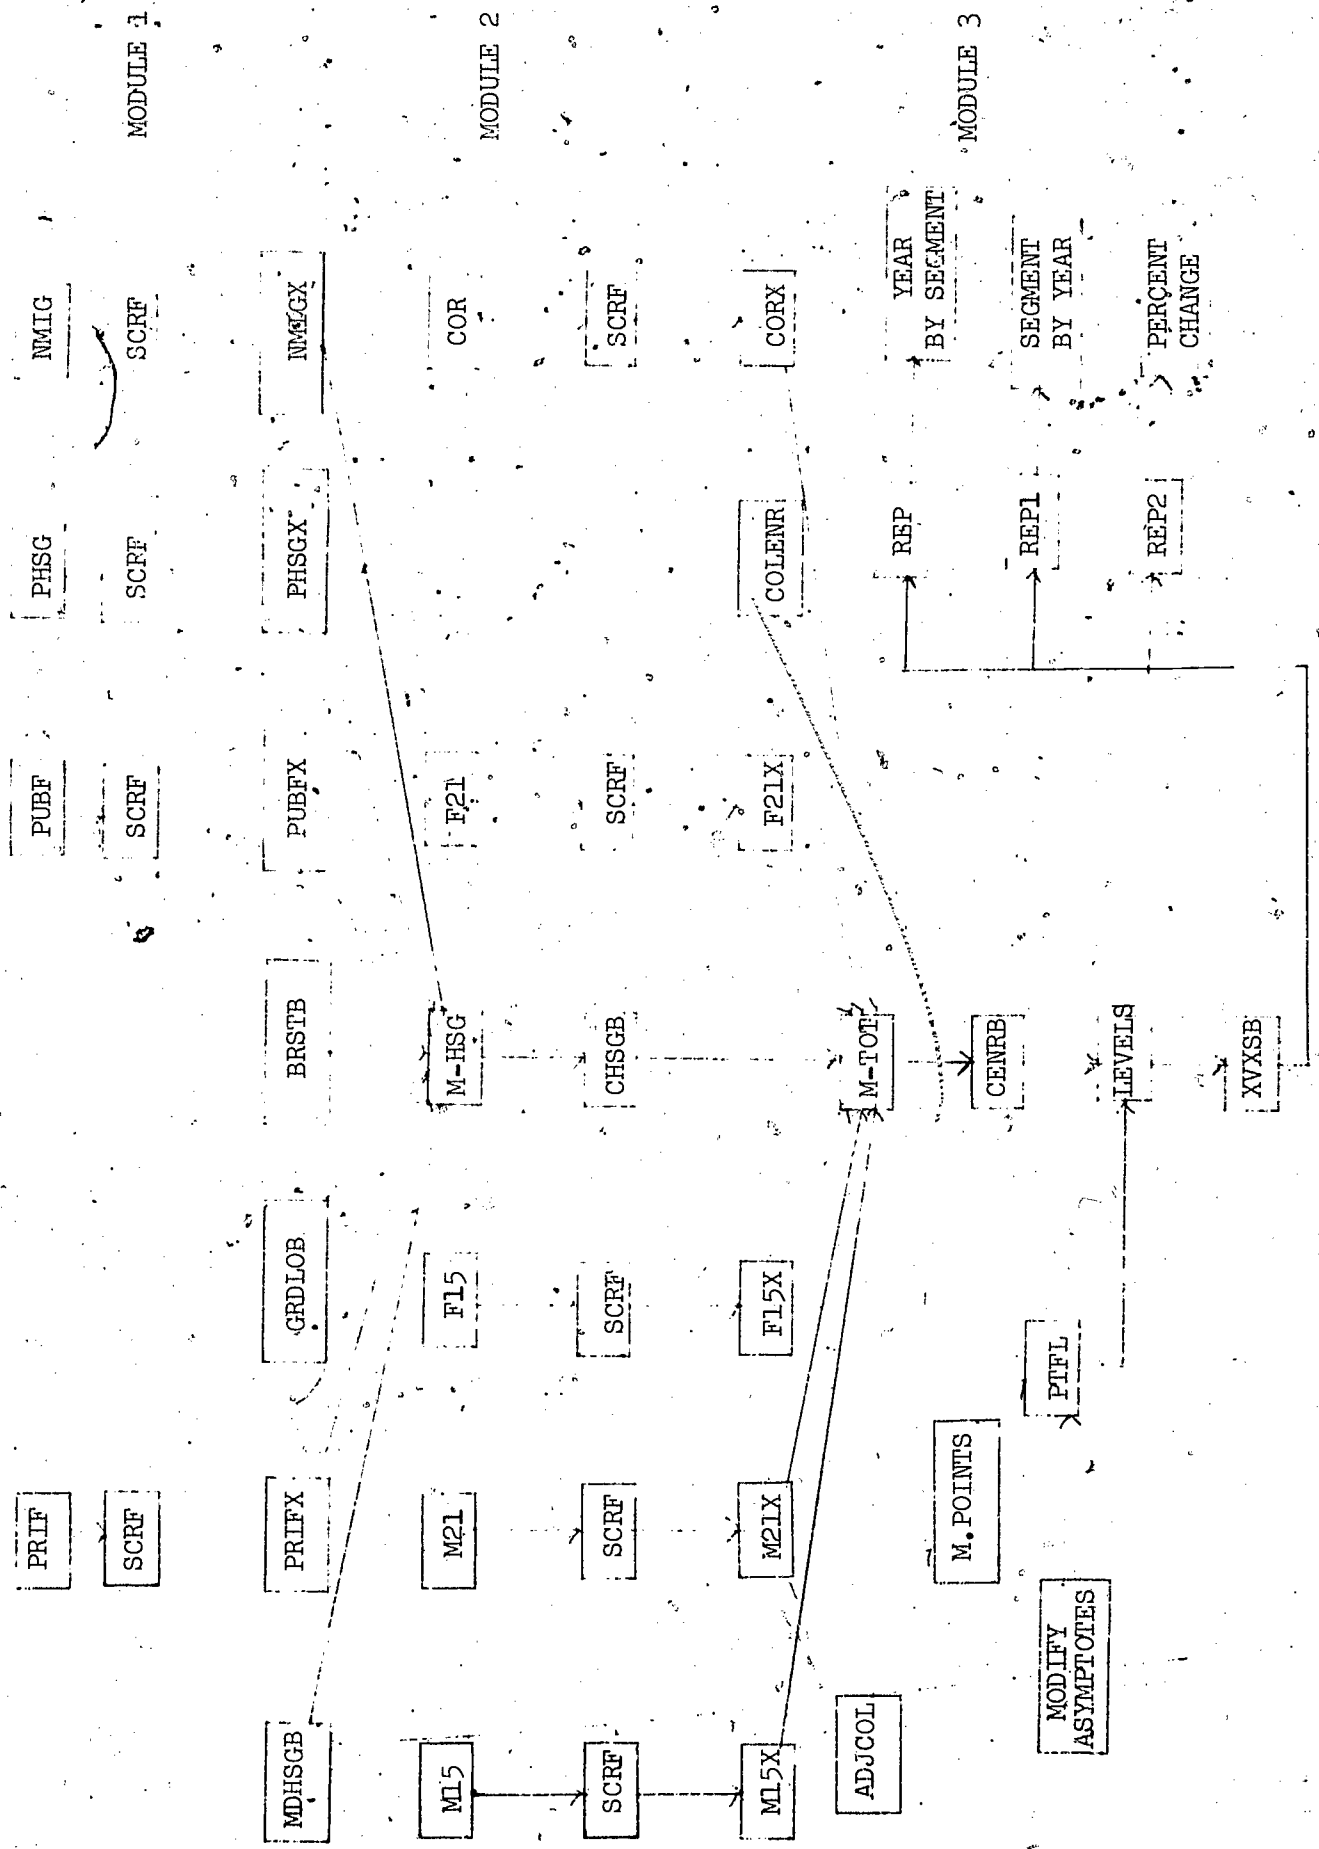 PRIF
PUBF
PHSG
NMIG
MODULE 1
SCRF
SCRF
SCRF
SCRF
MDHSGB
PRIFX
GRDLOB
BRSTB
PUBFX
PHSGX
NMIGX
M15
M21
F15
M-HSG
F21
COR
MODULE 2
SCRF
SCRF
SCRF
CHSGB
SCRF
SCRF
M15X
M21X
F15X
F21X
COLENR
CORX
ADJCOL
M-TOT
REP
YEAR
BY SEGMENT
M.POINTS
CENRB
MODULE 3
MODIFY
ASYMPTOTES
PTFL
REP1
SEGMENT
BY YEAR
LEVELS
REP2
PERCENT
CHANGE
XVXSB